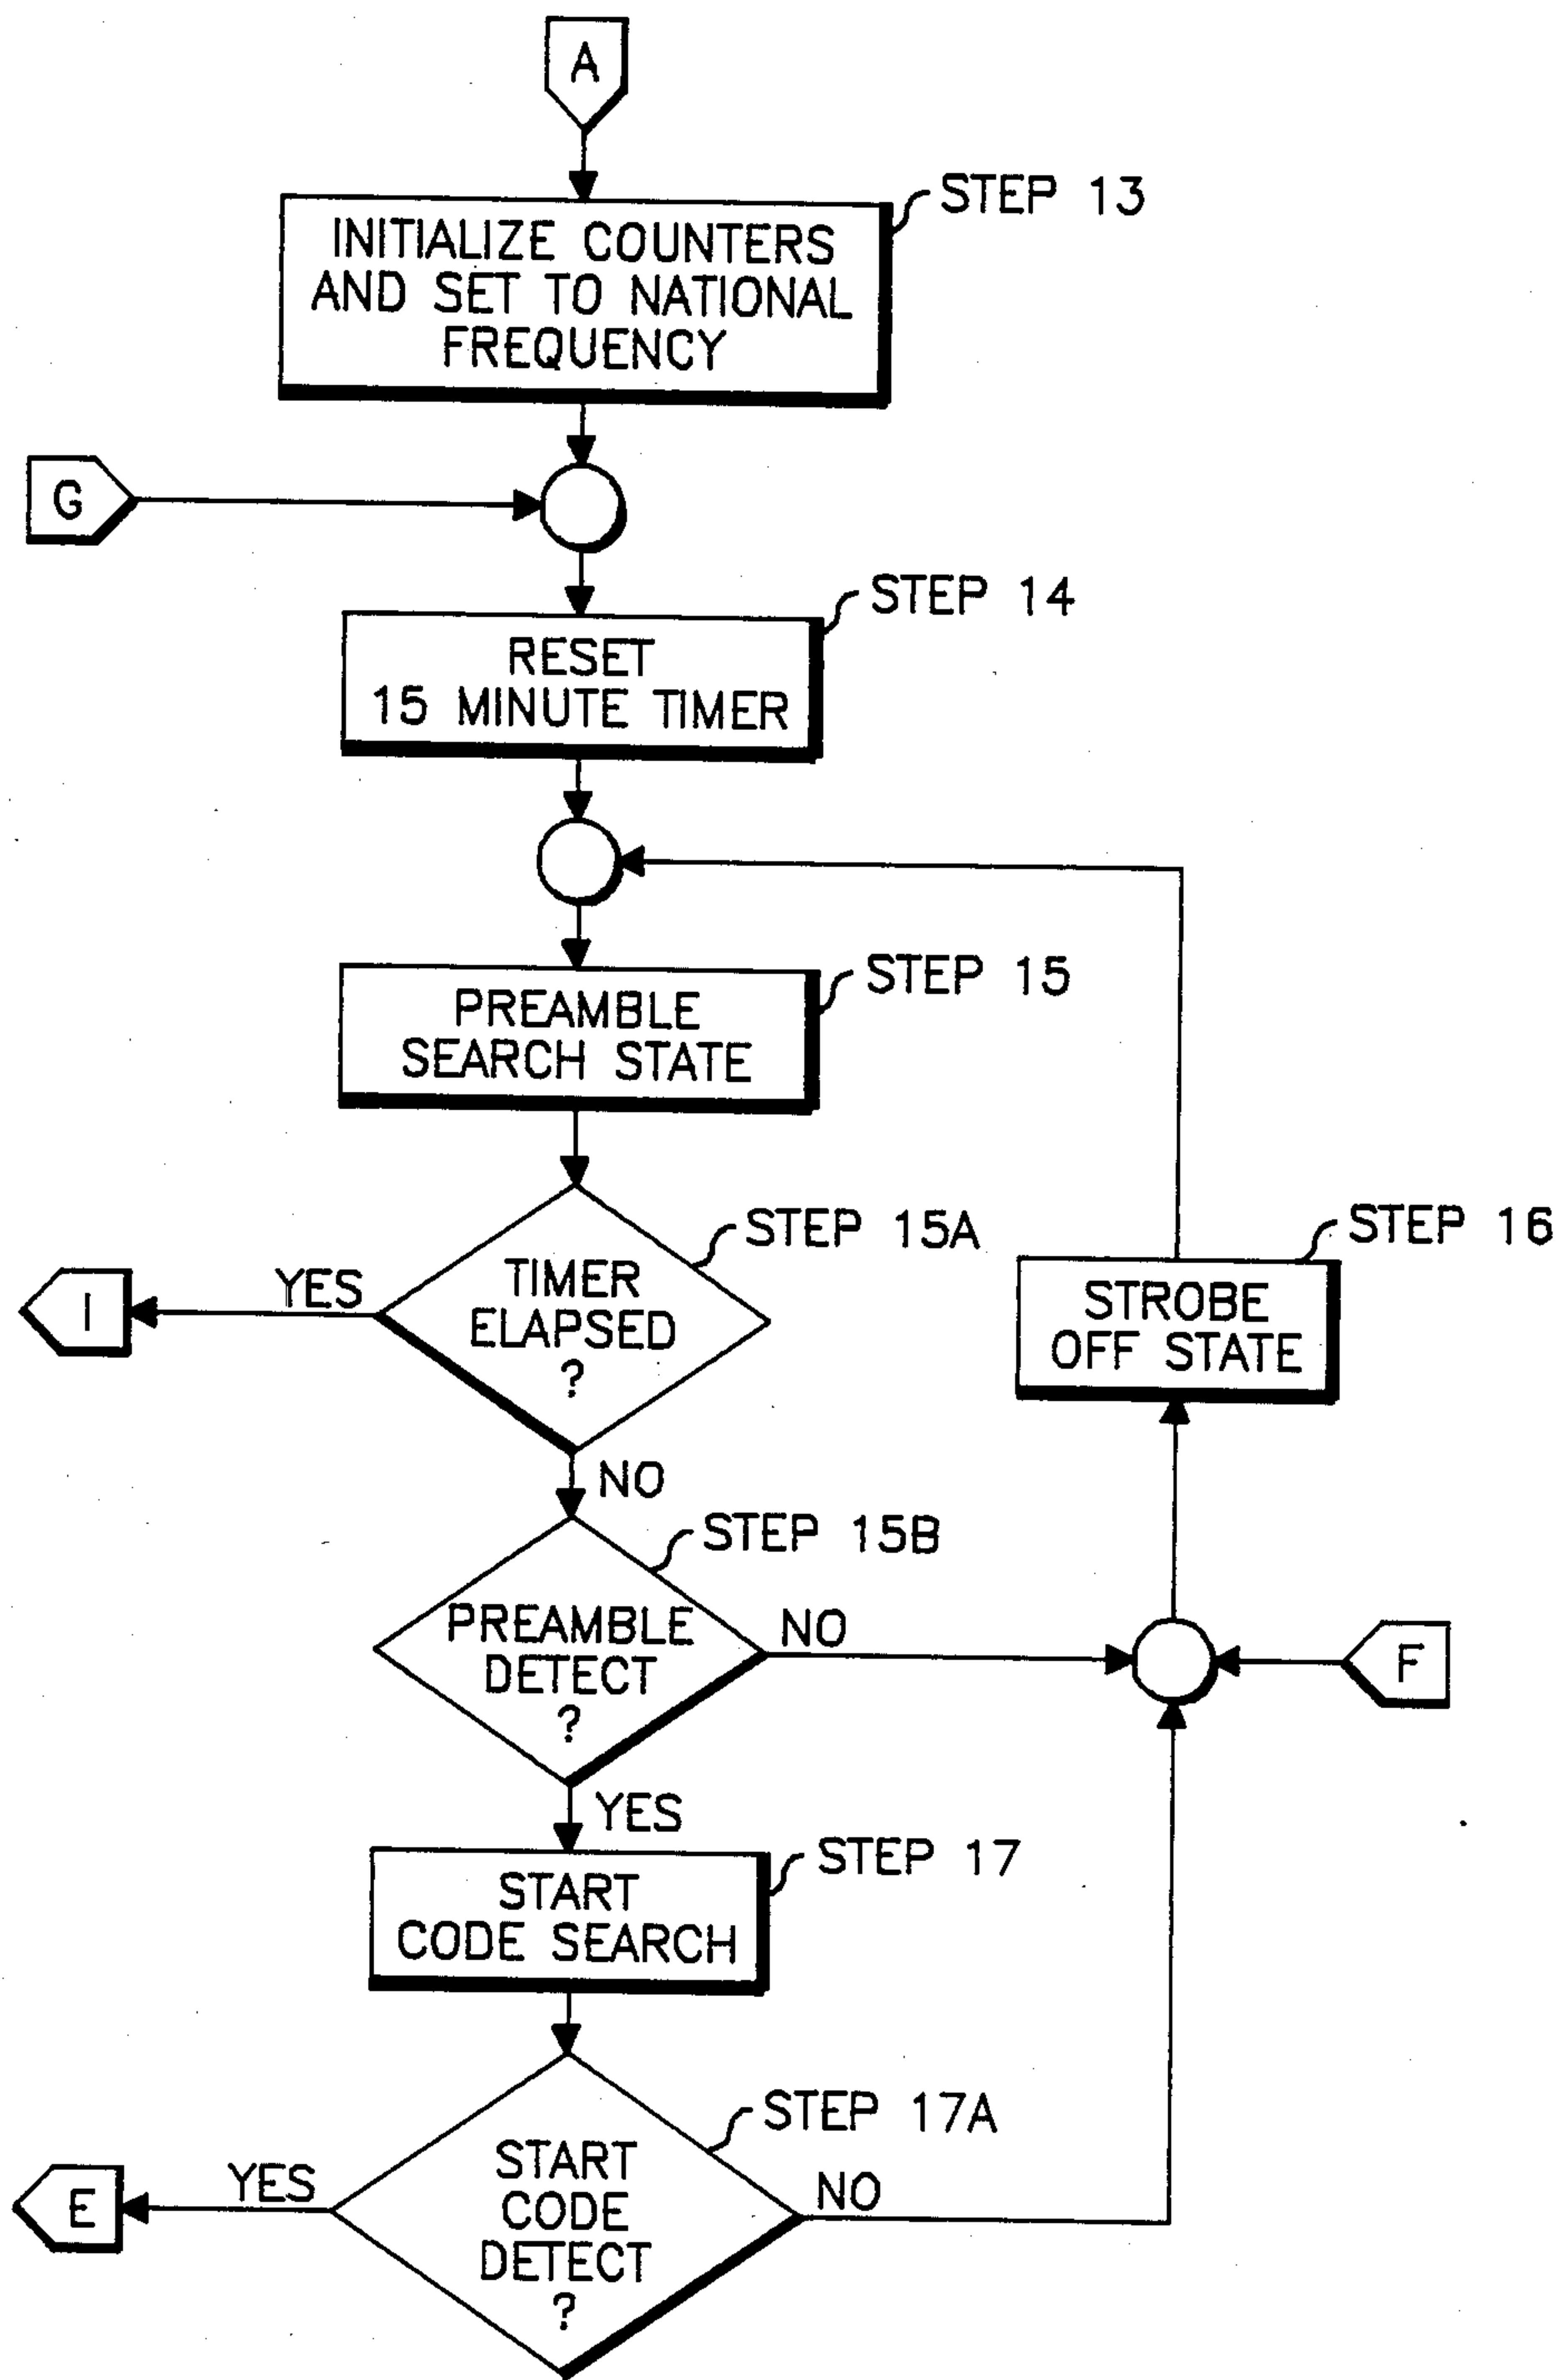 A
STEP 13
INITIALIZE COUNTERS
AND SET TO NATIONAL
FREQUENCY
G
STEP 14
RESET
15 MINUTE TIMER
STEP 15
PREAMBLE
SEARCH STATE
STEP 15A
TIMER
ELAPSED
?
YES
I
NO
STEP 16
STROBE
OFF STATE
STEP 15B
PREAMBLE
DETECT
?
NO
F
YES
STEP 17
START
CODE SEARCH
STEP 17A
START
CODE
DETECT
?
YES
E
NO